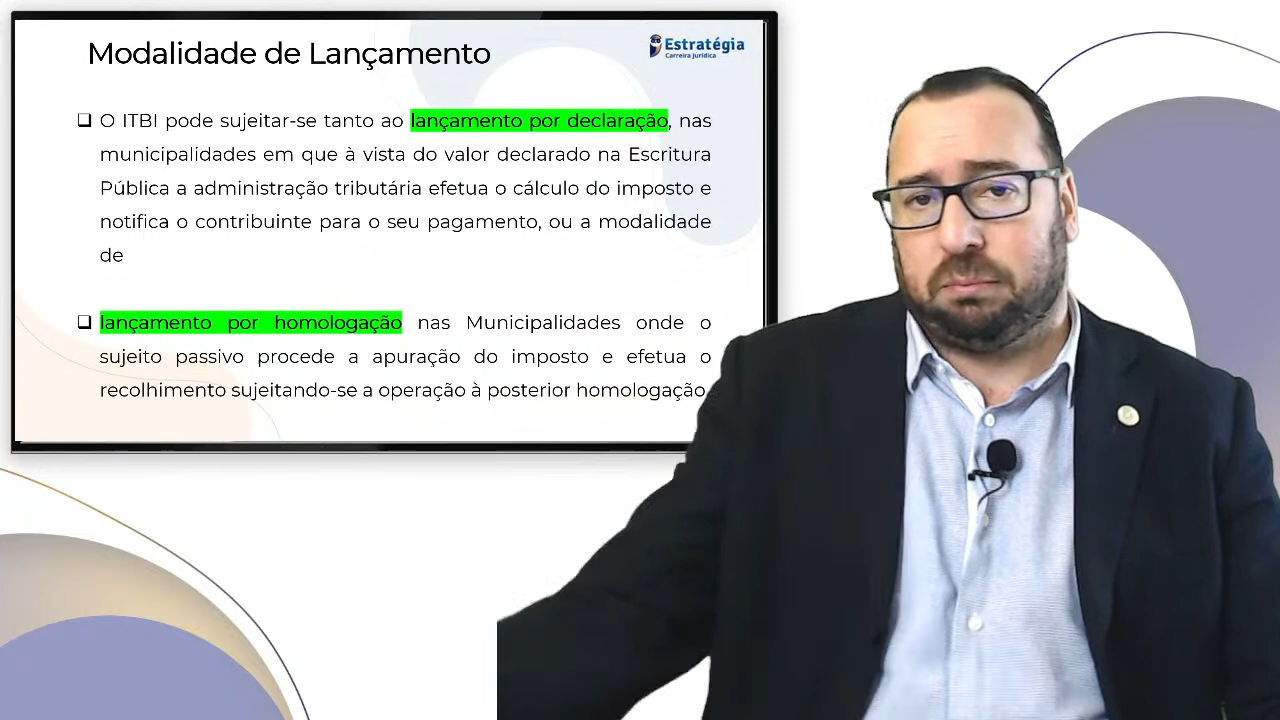 Modalidade de Lançamento
Estratégia
Carreira Jurídica
❑ O ITBI pode sujeitar-se tanto ao lançamento por declaração, nas
municipalidades em que à vista do valor declarado na Escritura
Pública a administração tributária efetua o cálculo do imposto e
notifica o contribuinte para o seu pagamento, ou a modalidade
de
❑ lançamento por homologação nas Municipalidades onde o
sujeito passivo procede a apuração do imposto e efetua o
recolhimento sujeitando-se a operação à posterior homologação